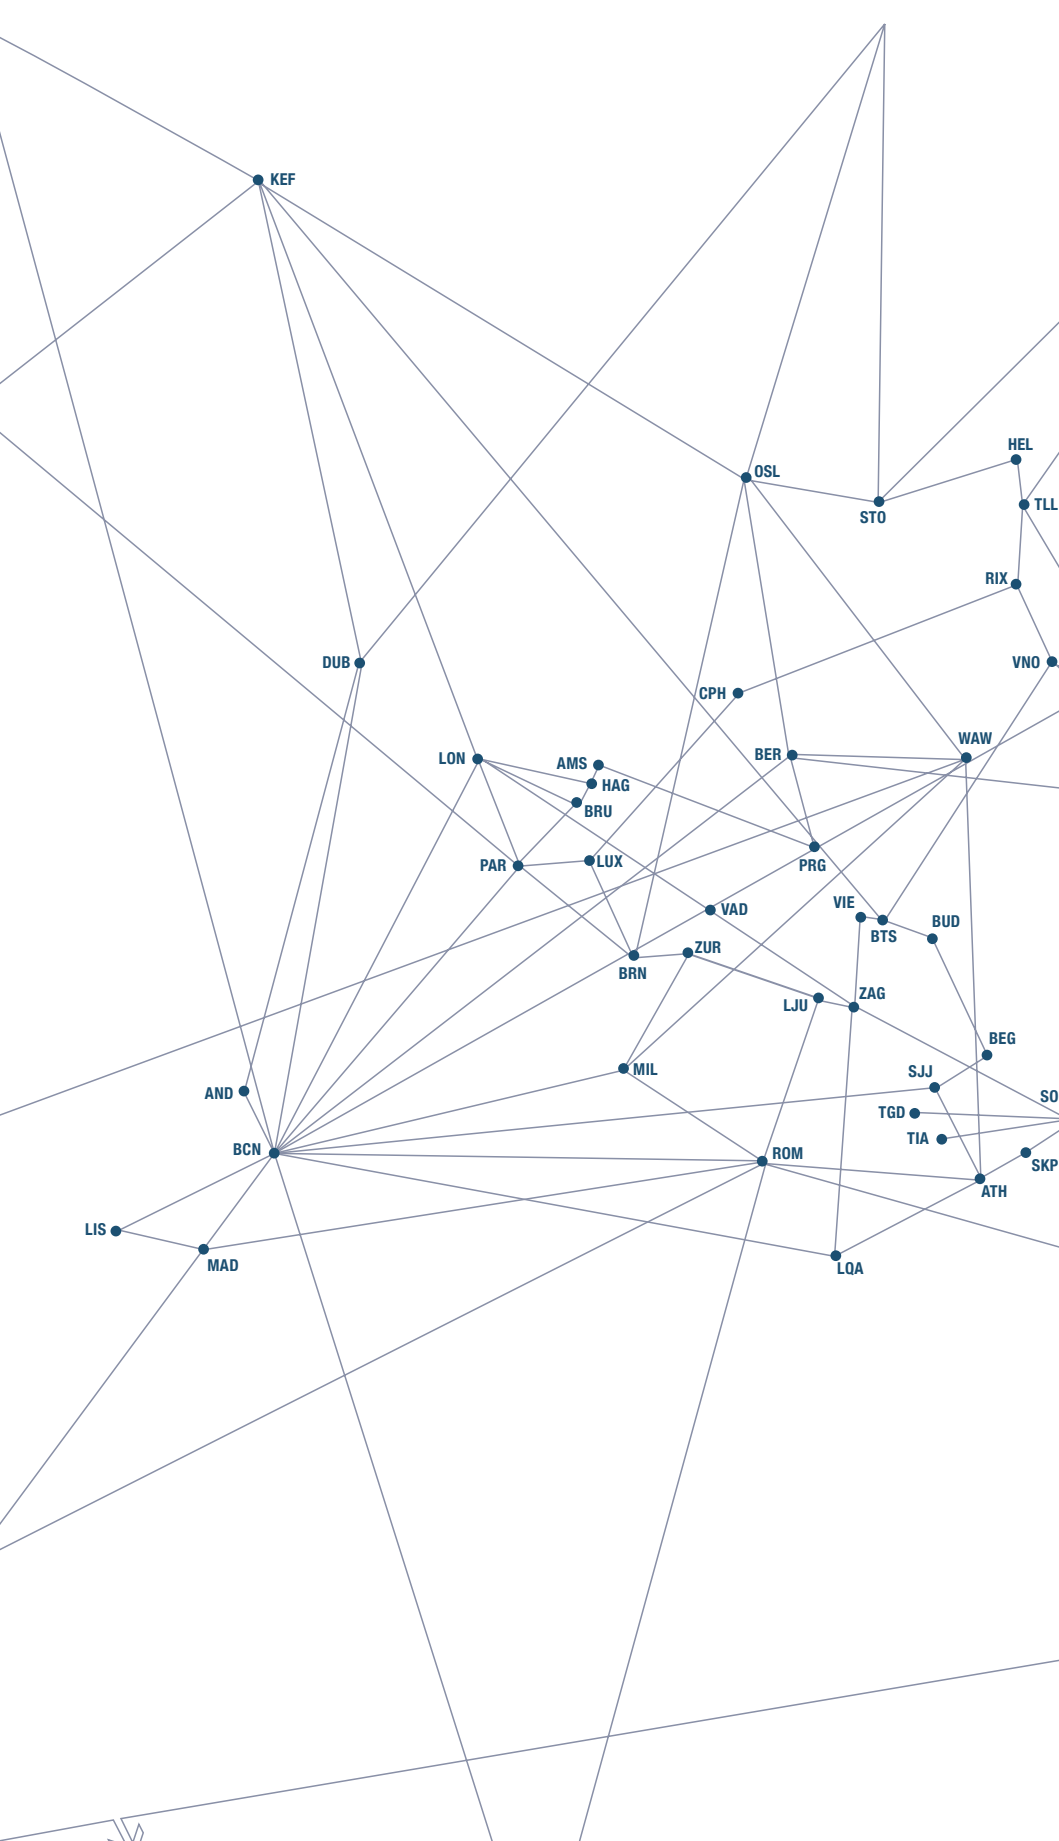 KEF
HEL
OSL
TLL
STO
RIX
DUB
VNO
CPH
WAW
LON
BER
AMS
HAG
BRU
PAR
LUX
PRG
VIE
VAD
BUD
BTS
ZUR
BRN
ZAG
LJU
BEG
MIL
SJJ
AND
SO
TGD
TIA
BCN
ROM
SKP
ATH
LIS
MAD
LQA